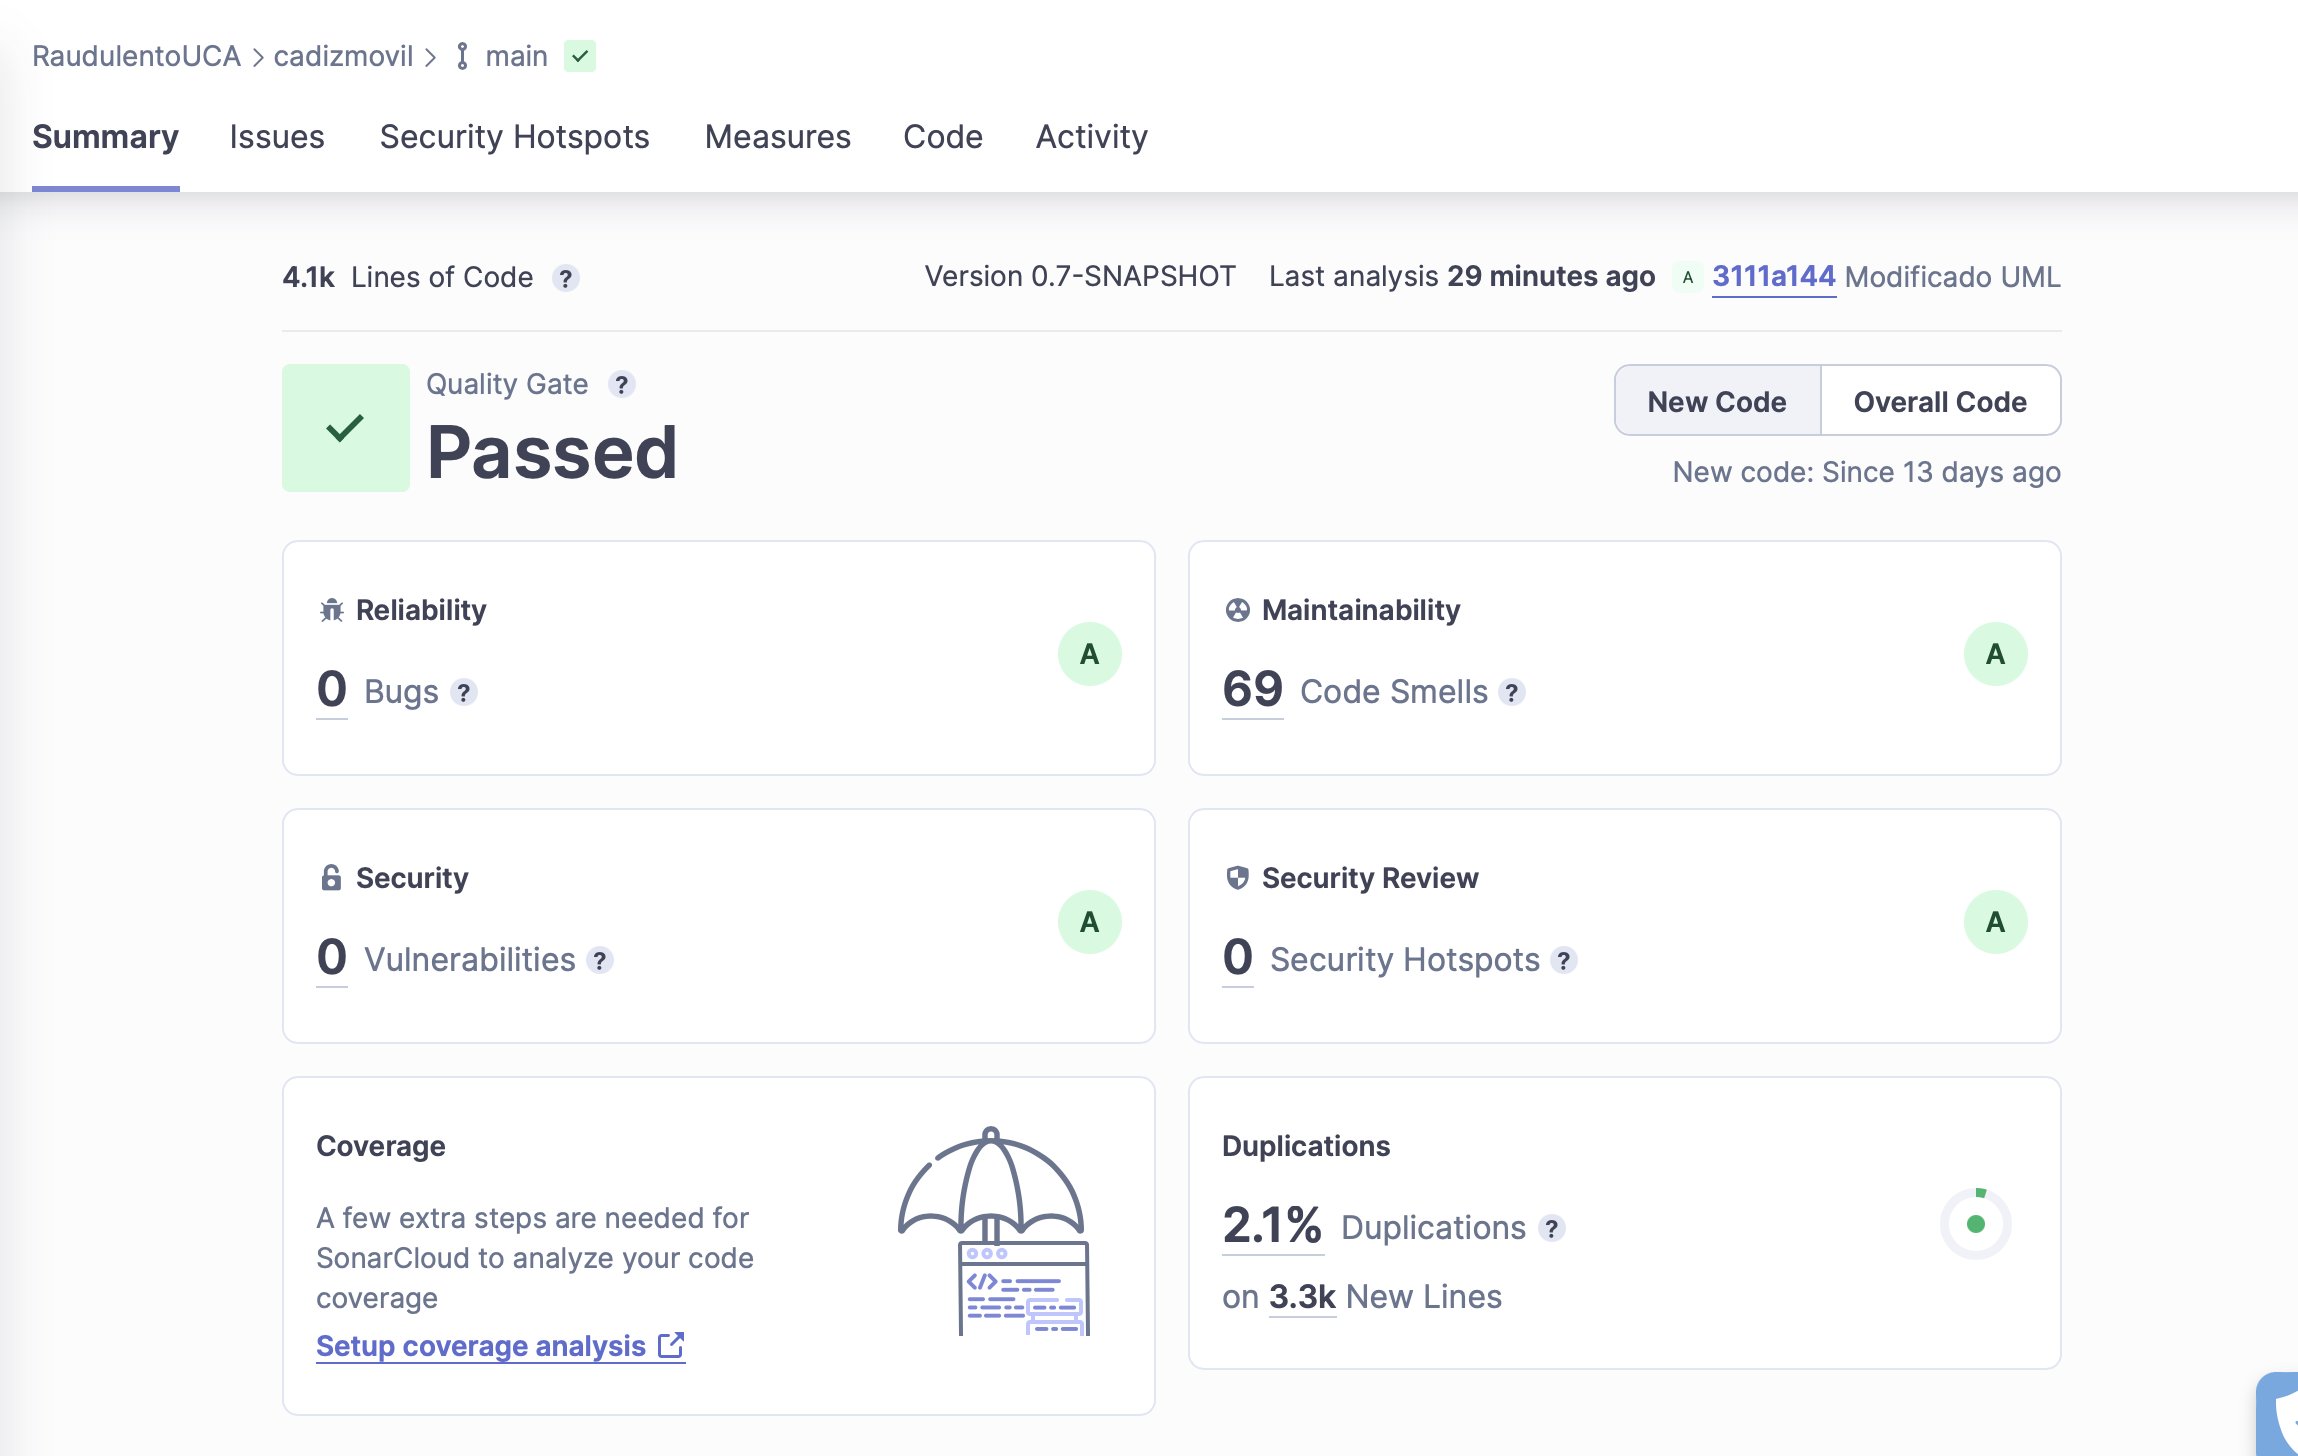 RaudulentoUCA > cadizmovil > main
Summary Issues Security Hotspots Measures Code Activity
4.1k Lines of Code ? Version 0.7-SNAPSHOT Last analysis 29 minutes ago A 3111a144 Modificado UML
Quality Gate ?
Passed
New Code Overall Code
New code: Since 13 days ago
Reliability
0 Bugs ?
A
Maintainability
69 Code Smells ?
A
Security
0 Vulnerabilities ?
A
Security Review
0 Security Hotspots ?
A
Coverage
A few extra steps are needed for
SonarCloud to analyze your code
coverage
Setup coverage analysis
</>
Duplications
2.1% Duplications ?
on 3.3k New Lines